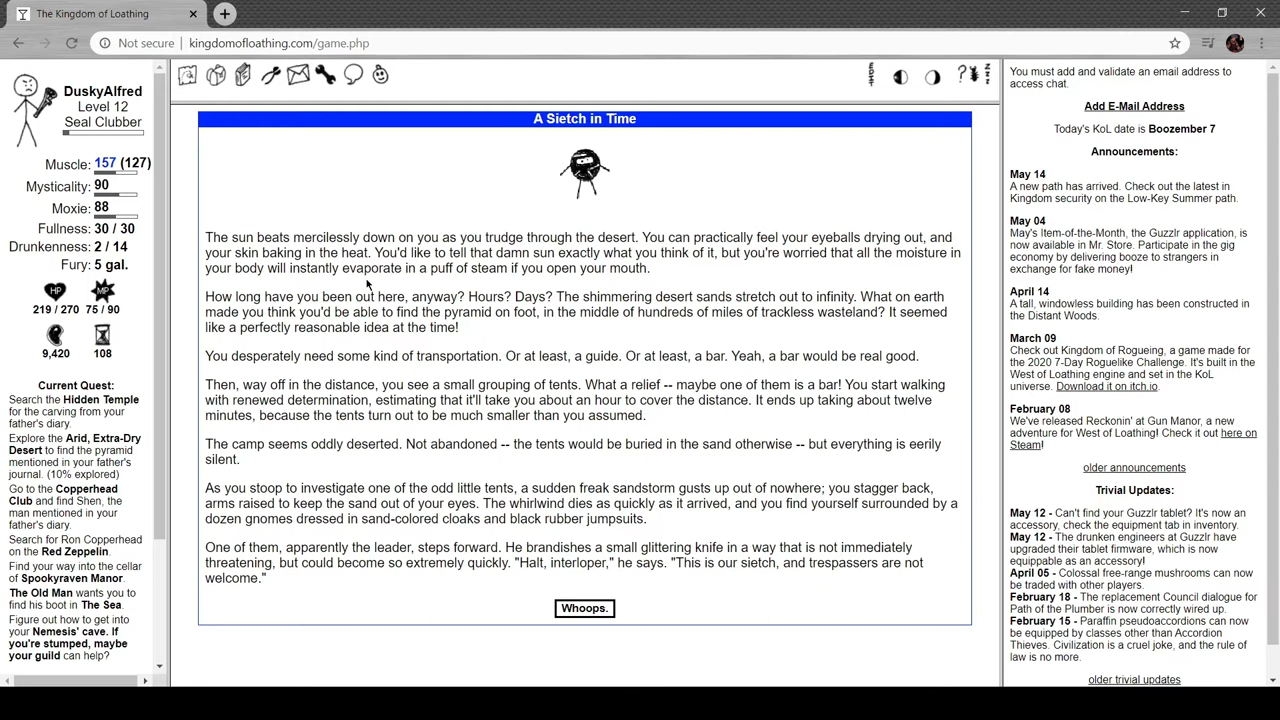 The Kingdom of Loathing
Not secure | kingdomofloathing.com/game.php
DuskyAlfred
Level 12
Seal Clubber
Muscle: 157 (127)
Mysticality: 90
Moxie: 88
Fullness: 30 / 30
Drunkenness: 2 / 14
Fury: 5 gal.
HP MP
219 / 270 75 / 90
9,420 108
Current Quest:
Search the Hidden Temple
for the carving from your
father's diary.
Explore the Arid, Extra-Dry
Desert to find the pyramid
mentioned in your father's
journal. (10% explored)
Go to the Copperhead
Club and find Shen, the
man mentioned in your
father's diary.
Search for Ron Copperhead
on the Red Zeppelin.
Find your way into the cellar
of Spookyraven Manor.
The Old Man wants you to
find his boot in The Sea.
Figure out how to get into
your Nemesis' cave. If
you're stumped, maybe
your guild can help?
A Sietch in Time
The sun beats mercilessly down on you as you trudge through the desert. You can practically feel your eyeballs drying out, and
your skin baking in the heat. You'd like to tell that damn sun exactly what you think of it, but you're worried that all the moisture in
your body will instantly evaporate in a puff of steam if you open your mouth.
How long have you been out here, anyway? Hours? Days? The shimmering desert sands stretch out to infinity. What on earth
made you think you'd be able to find the pyramid on foot, in the middle of hundreds of miles of trackless wasteland? It seemed
like a perfectly reasonable idea at the time!
You desperately need some kind of transportation. Or at least, a guide. Or at least, a bar. Yeah, a bar would be real good.
Then, way off in the distance, you see a small grouping of tents. What a relief -- maybe one of them is a bar! You start walking
with renewed determination, estimating that it'll take you about an hour to cover the distance. It ends up taking about twelve
minutes, because the tents turn out to be much smaller than you assumed.
The camp seems oddly deserted. Not abandoned -- the tents would be buried in the sand otherwise -- but everything is eerily
silent.
As you stoop to investigate one of the odd little tents, a sudden freak sandstorm gusts up out of nowhere; you stagger back,
arms raised to keep the sand out of your eyes. The whirlwind dies as quickly as it arrived, and you find yourself surrounded by a
dozen gnomes dressed in sand-colored cloaks and black rubber jumpsuits.
One of them, apparently the leader, steps forward. He brandishes a small glittering knife in a way that is not immediately
threatening, but could become so extremely quickly. "Halt, interloper," he says. "This is our sietch, and trespassers are not
welcome."
Whoops.
You must add and validate an email address to
access chat.
Add E-Mail Address
Today's KoL date is Boozember 7
Announcements:
May 14
A new path has arrived. Check out the latest in
Kingdom security on the Low-Key Summer path.
May 04
May's Item-of-the-Month, the Guzzlr application, is
now available in Mr. Store. Participate in the gig
economy by delivering booze to strangers in
exchange for fake money!
April 14
A tall, windowless building has been constructed in
the Distant Woods.
March 09
Check out Kingdom of Rogueing, a game made for
the 2020 7-Day Roguelike Challenge. It's built in the
West of Loathing engine and set in the KoL
universe. Download it on itch.io.
February 08
We've released Reckonin' at Gun Manor, a new
adventure for West of Loathing! Check it out here on
Steam!
older announcements
Trivial Updates:
May 12 - Can't find your Guzzlr tablet? It's now an
accessory, check the equipment tab in inventory.
May 12 - The drunken engineers at Guzzlr have
upgraded their tablet firmware, which is now
equippable as an accessory!
April 05 - Colossal free-range mushrooms can now
be traded with other players.
February 18 - The replacement Council dialogue for
Path of the Plumber is now correctly wired up.
February 15 - Paraffin pseudoaccordions can now
be equipped by classes other than Accordion
Thieves. Civilization is a cruel joke, and the rule of
law is no more.
older trivial updates